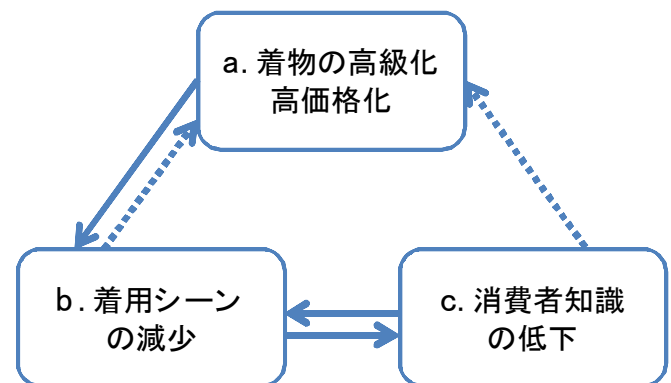 a. 着物の高級化
高価格化
b. 着用シーン
の減少
c. 消費者知識
の低下